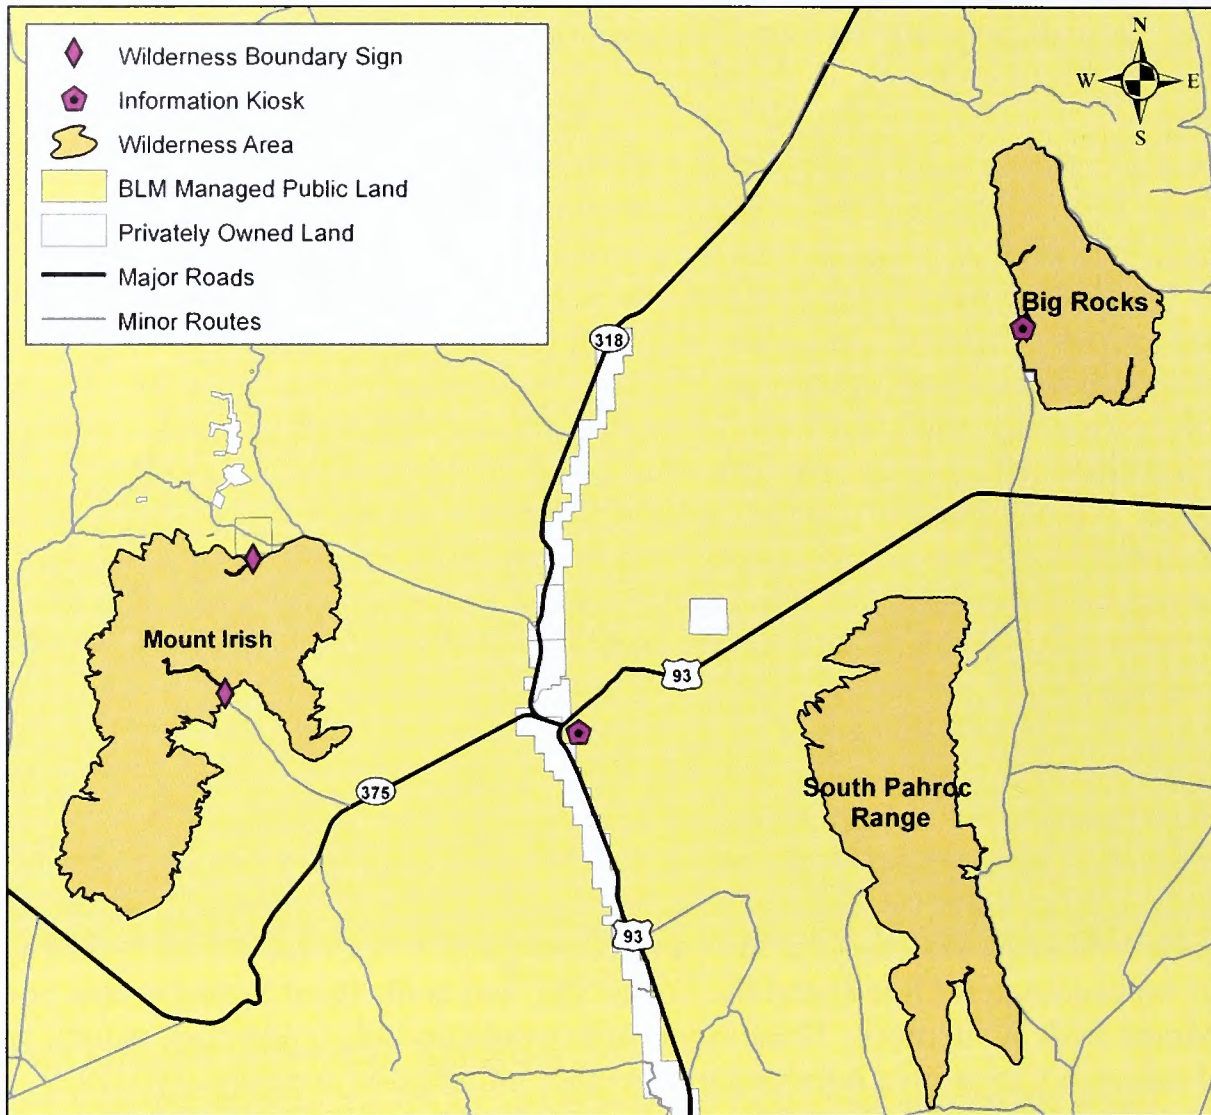 Wilderness Boundary Sign
Information Kiosk
Wilderness Area
BLM Managed Public Land
Privately Owned Land
Major Roads
Minor Routes
N
W E
S
Big Rocks
318
Mount Irish
93
375
South Pahroc
Range
93